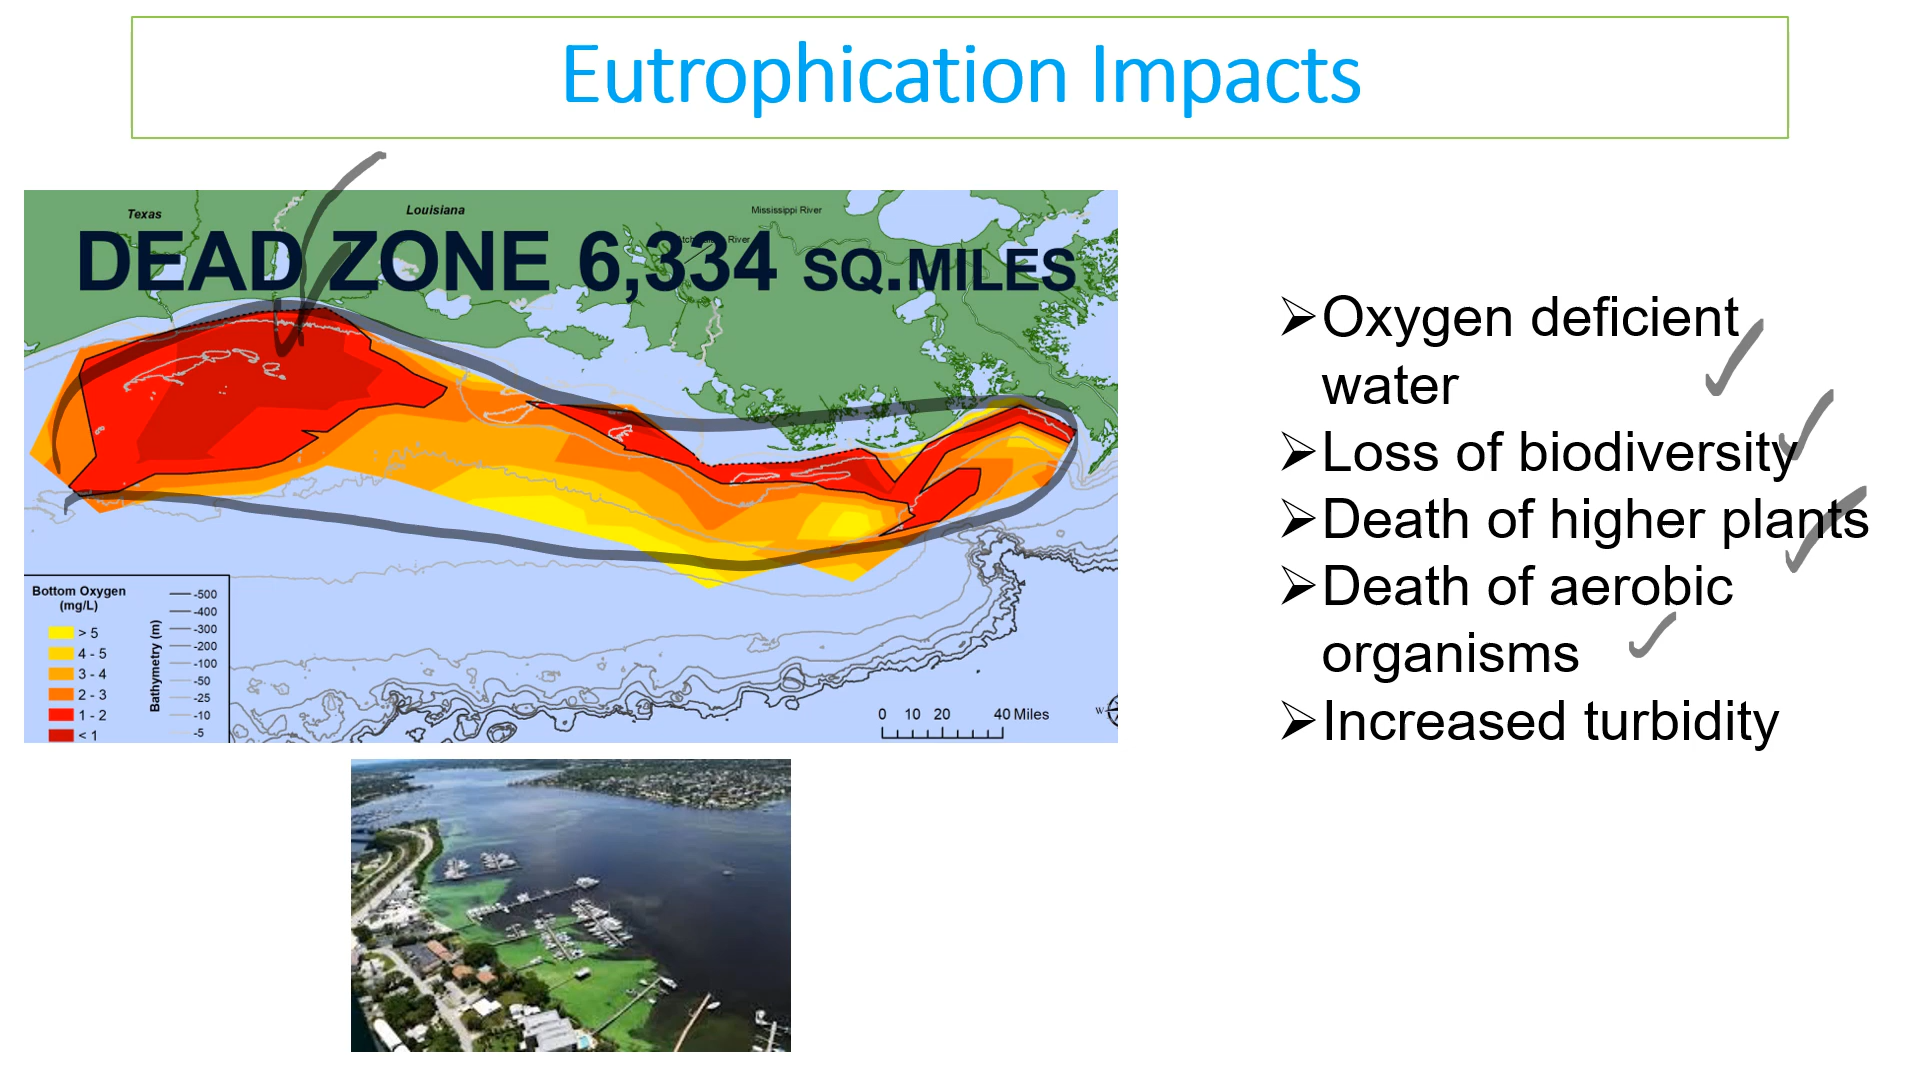 Eutrophication Impacts
Texas
Louisiana
Mississippi River
River
DEAD ZONE 6,334 SQ.MILES
Oxygen deficient
water
Loss of biodiversity
Death of higher plants
Death of aerobic
organisms
Increased turbidity
Bottom Oxygen
(mg/L)
> 5
4 - 5
3 - 4
2 - 3
1 - 2
< 1
Bathymetry (m)
-500
-400
-300
-200
-100
-50
-25
-10
-5
0 10 20 40 Miles
W